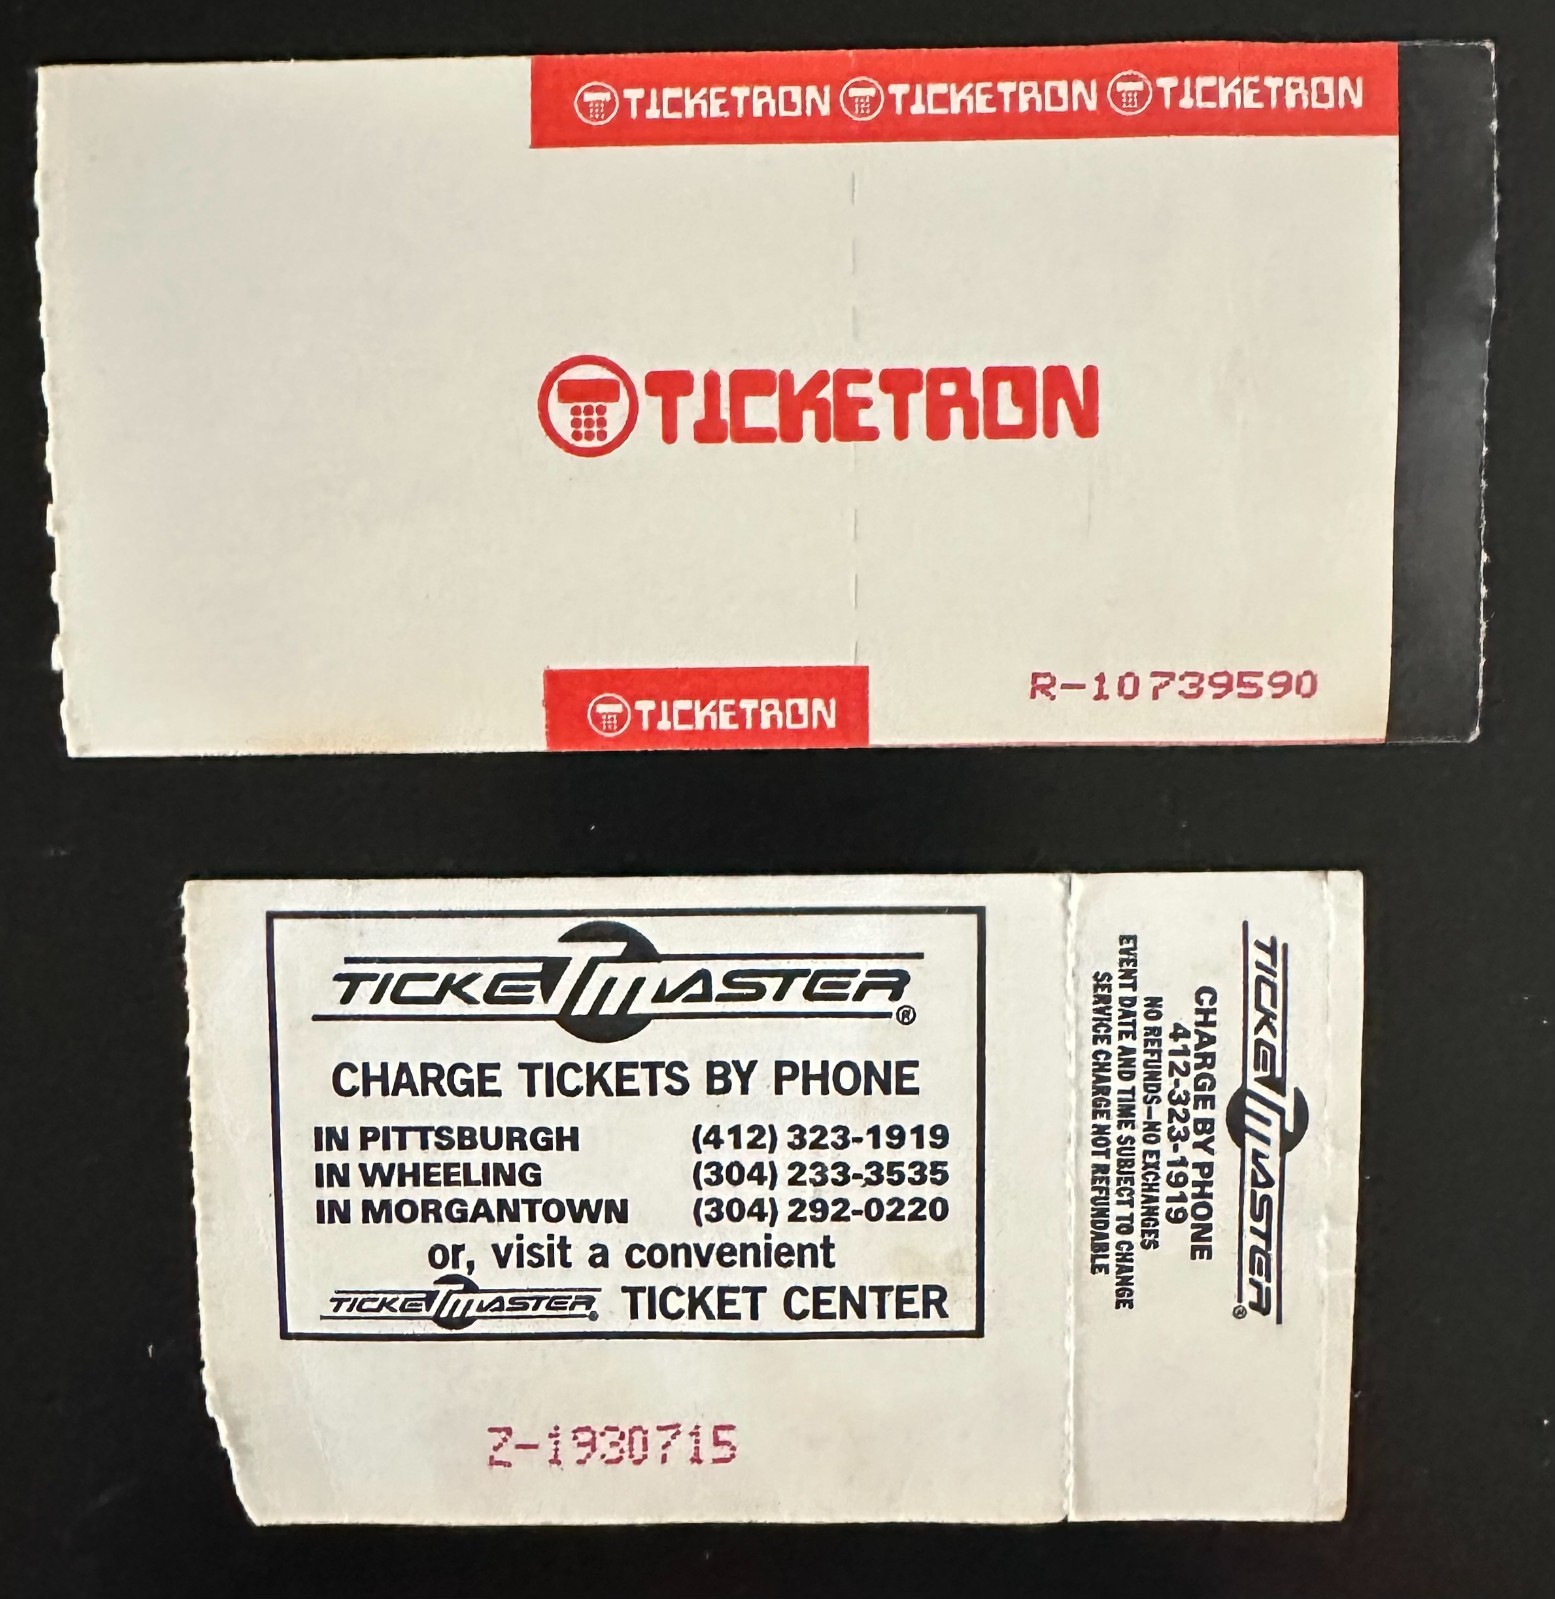 TICKETRON TICKETRON TICKETRON
TICKETRON
R-10739590
TICKETRON
TICKETMASTER®
CHARGE TICKETS BY PHONE
IN PITTSBURGH (412) 323-1919
IN WHEELING (304) 233-3535
IN MORGANTOWN (304) 292-0220
or, visit a convenient
TICKETMASTER® TICKET CENTER
Z-1930715
TICKETMASTER®
CHARGE BY PHONE
412-323-1919
NO REFUNDS-NO EXCHANGES
EVENT DATE AND TIME SUBJECT TO CHANGE
SERVICE CHARGE NOT REFUNDABLE